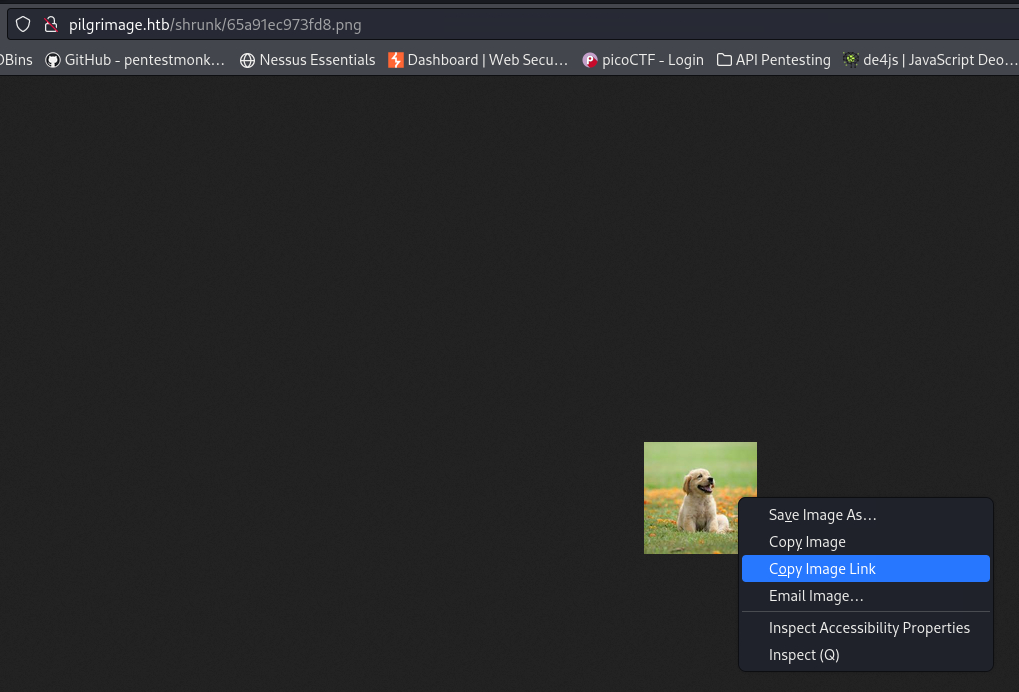 pilgrimage.htb/shrunk/65a91ec973fd8.png
OBins GitHub - pentestmonk… Nessus Essentials Dashboard | Web Secu… picoCTF - Login API Pentesting de4js | JavaScript Deo…
Save Image As…
Copy Image
Copy Image Link
Email Image…
Inspect Accessibility Properties
Inspect (Q)